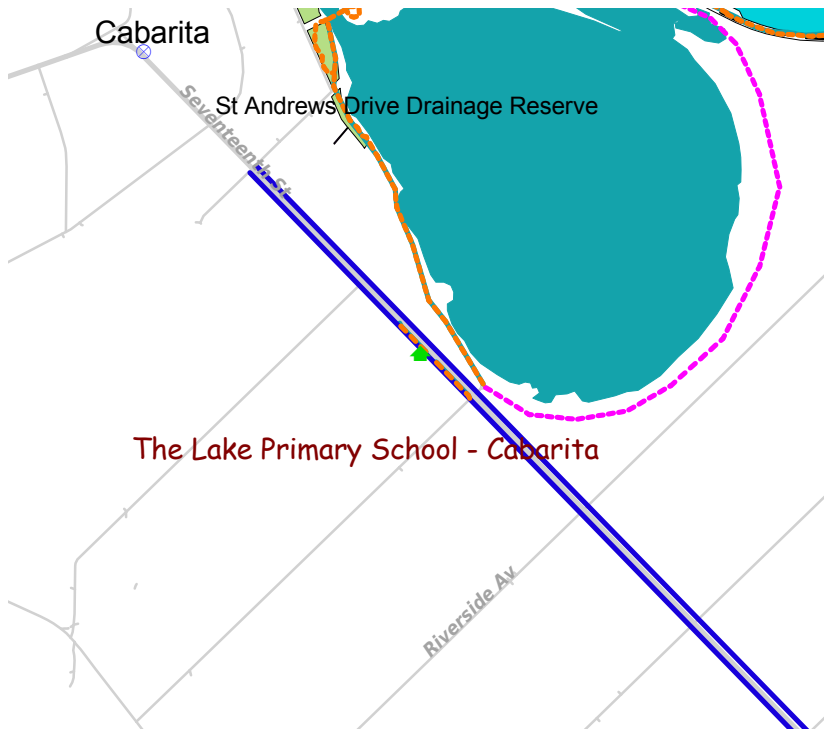 Cabarita
Seventeenth St
St Andrews Drive Drainage Reserve
The Lake Primary School - Cabarita
Riverside Av